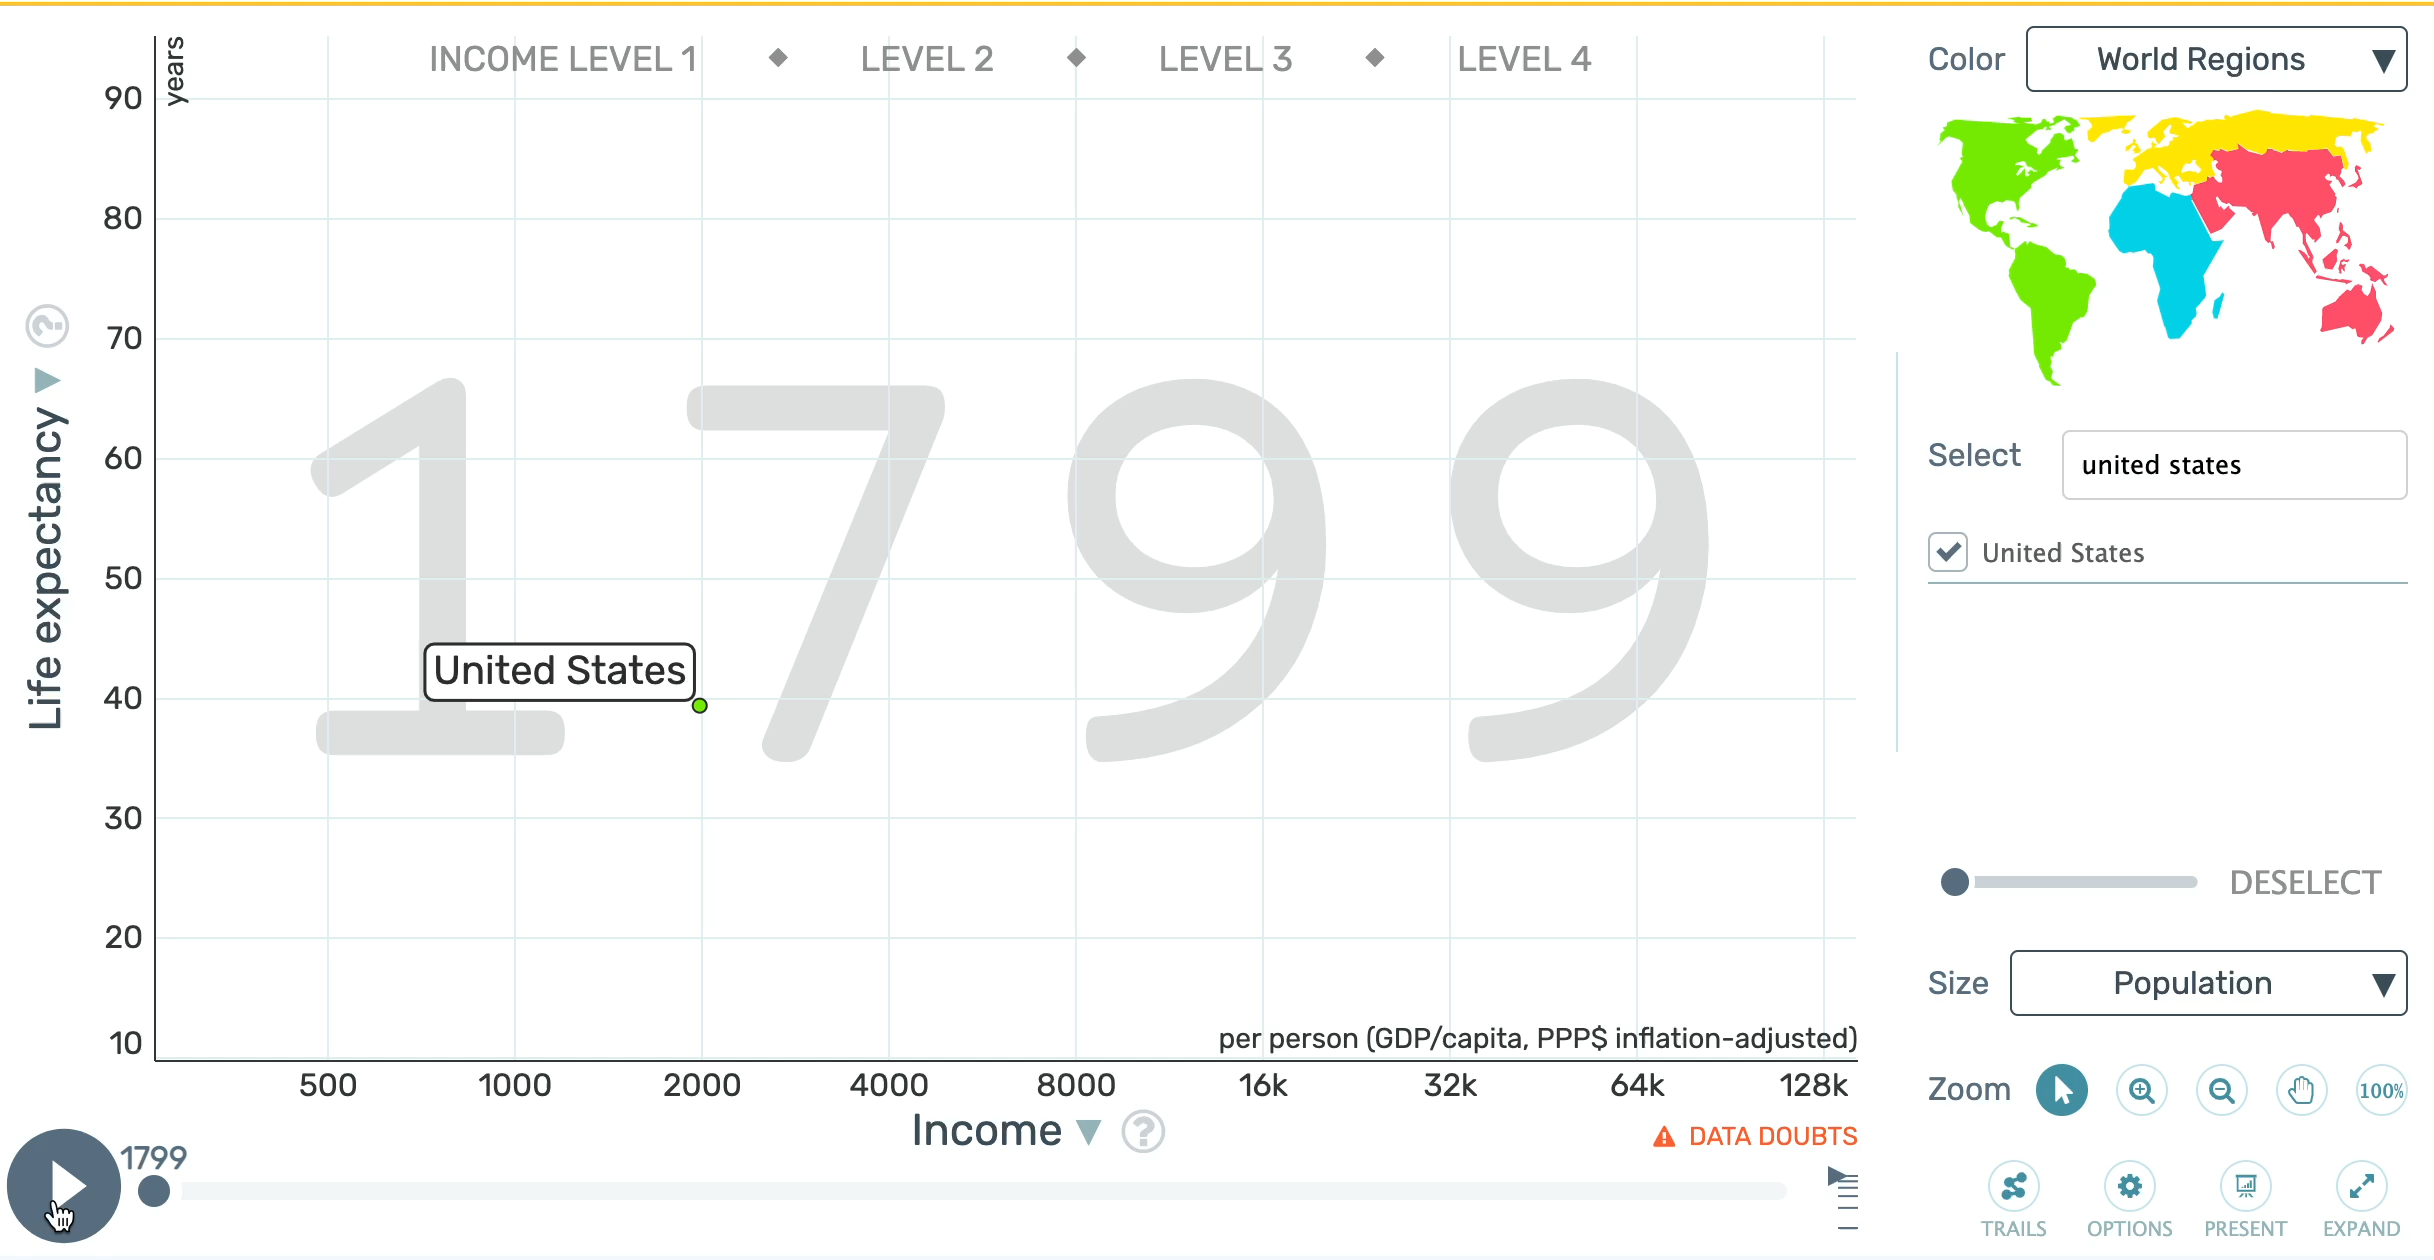 years
INCOME LEVEL 1 ◆ LEVEL 2 ◆ LEVEL 3 ◆ LEVEL 4
90
80
70
60
50
40
30
20
10
Life expectancy ▼ ?
1799
United States
per person (GDP/capita, PPP$ inflation-adjusted)
500 1000 2000 4000 8000 16k 32k 64k 128k
Income ▼ ?
DATA DOUBTS
1799
Color World Regions ▼
Select united states
United States
DESELECT
Size Population ▼
Zoom 100%
TRAILS OPTIONS PRESENT EXPAND